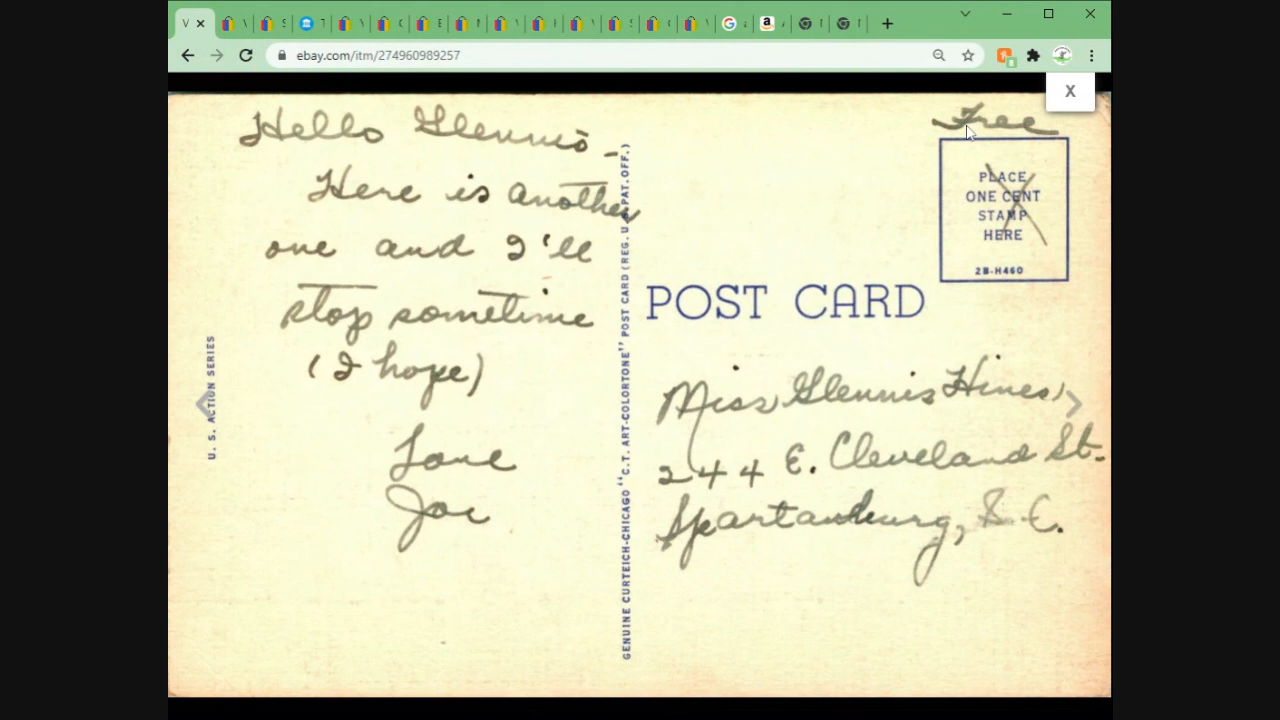 ebay.com/itm/274960989257
X
Hello Glennis -
Here is another
one and I'll
stop sometime
(I hope)
Love
Joe
U. S. ACTION SERIES
GENUINE CURTEICH-CHICAGO "C.T. ART-COLORTONE" POST CARD (REG. U. S. PAT. OFF.)
Free
PLACE
ONE CENT
STAMP
HERE
2B-H460
POST CARD
Miss Glennis Hines
244 E. Cleveland St.
Spartanburg, S.C.